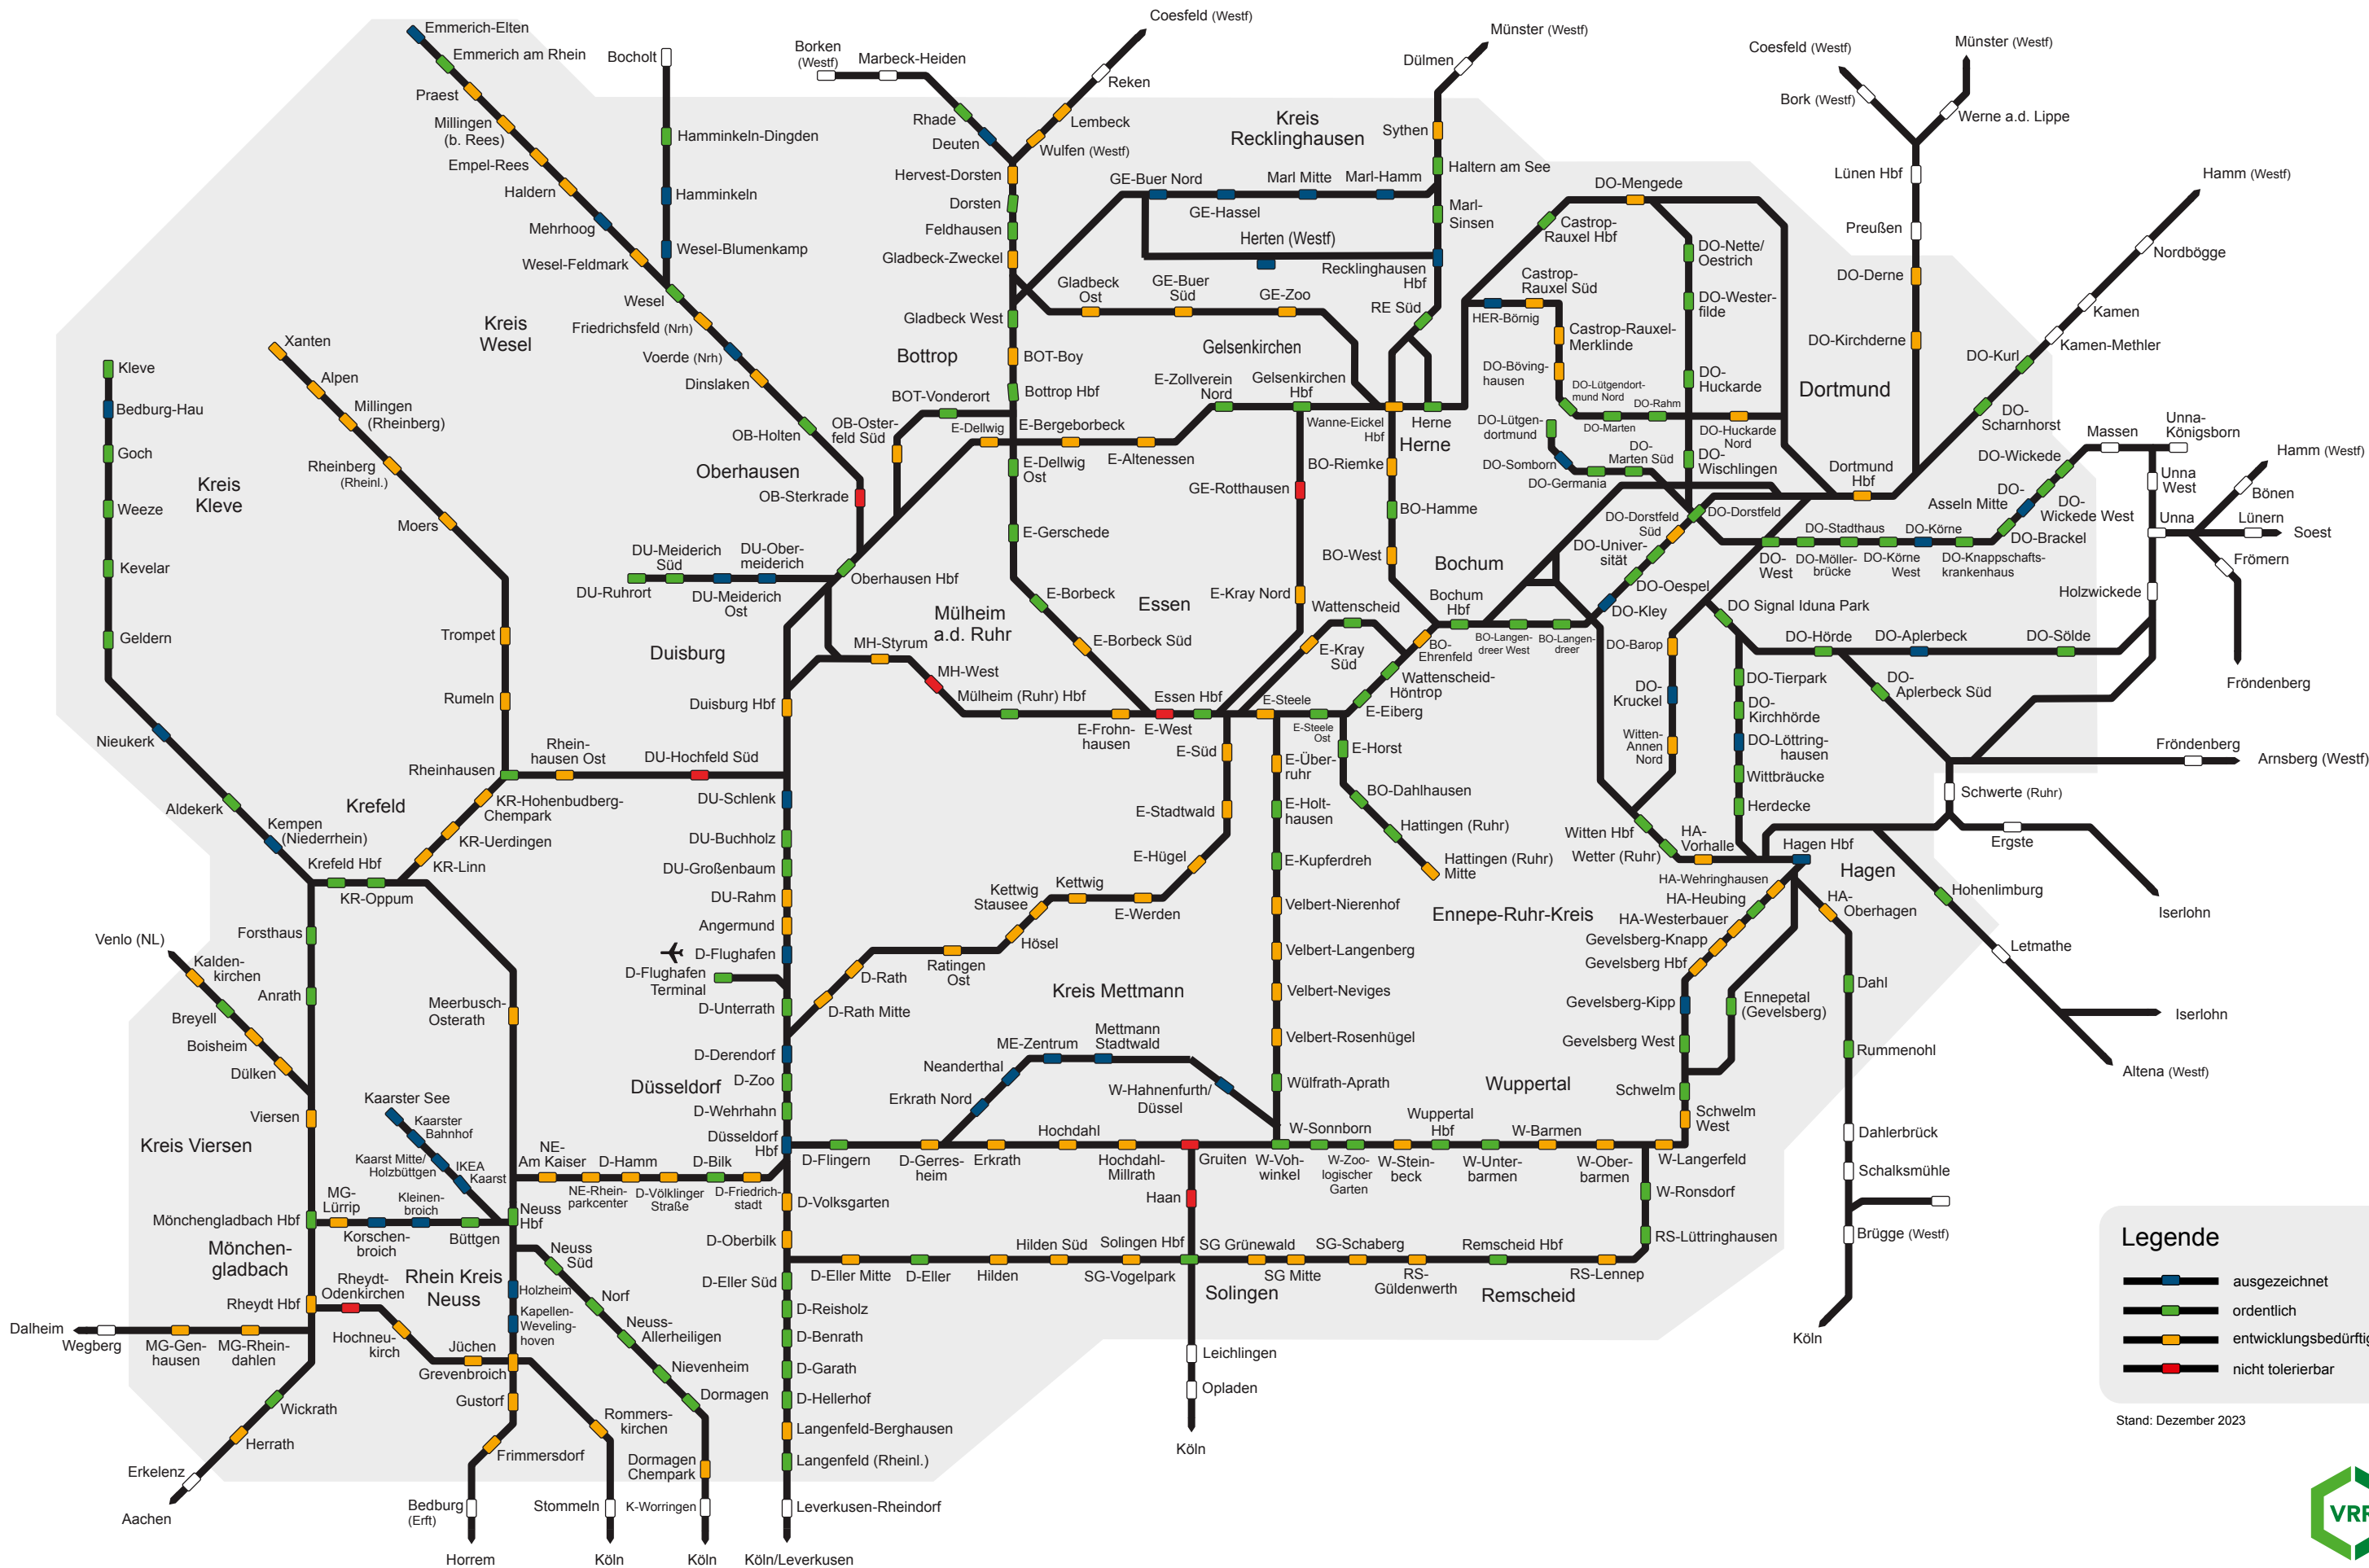 Emmerich-Elten
Emmerich am Rhein
Praest
Millingen
(b. Rees)
Empel-Rees
Haldern
Mehrhoog
Wesel-Feldmark
Wesel
Friedrichsfeld (Nrh)
Voerde (Nrh)
Dinslaken
OB-Holten
OB-Sterkrade
Oberhausen Hbf
Bocholt
Hamminkeln-Dingden
Hamminkeln
Wesel-Blumenkamp
Kreis
Wesel
Xanten
Alpen
Millingen
(Rheinberg)
Rheinberg
(Rheinl.)
Moers
Trompet
Rumeln
Rheinhausen
Rhein-
hausen Ost
DU-Hochfeld Süd
Kleve
Bedburg-Hau
Goch
Weeze
Kevelar
Geldern
Nieukerk
Aldekerk
Kempen
(Niederrhein)
Kreis
Kleve
Krefeld
Krefeld Hbf
KR-Oppum
KR-Hohenbudberg-
Chempark
KR-Uerdingen
KR-Linn
Forsthaus
Anrath
Viersen
Venlo (NL)
Kalden-
kirchen
Breyell
Boisheim
Dülken
Kreis Viersen
Meerbusch-
Osterath
Kaarster See
Kaarster
Bahnhof
Kaarst Mitte/
Holzbüttgen
IKEA
Kaarst
Mönchengladbach Hbf
MG-
Lürrip
Korschen-
broich
Kleinen-
broich
Büttgen
Neuss
Hbf
Mönchen-
gladbach
Rheydt Hbf
Rheydt-
Odenkirchen
Hochneu-
kirch
Jüchen
Grevenbroich
Gustorf
Frimmersdorf
Bedburg
(Erft)
Horrem
Rhein Kreis
Neuss
Holzheim
Kapellen-
Weveling-
hoven
Dalheim
Wegberg
MG-Gen-
hausen
MG-Rhein-
dahlen
Wickrath
Herrath
Erkelenz
Aachen
Rommers-
kirchen
Stommeln
Köln
Neuss
Süd
Norf
Neuss-
Allerheiligen
Nievenheim
Dormagen
Dormagen
Chempark
K-Worringen
Köln
NE-
Am Kaiser
NE-Rhein-
parkcenter
D-Hamm
D-Völklinger
Straße
D-Bilk
D-Friedrich-
stadt
Borken
(Westf)
Marbeck-Heiden
Rhade
Deuten
Coesfeld (Westf)
Reken
Lembeck
Wulfen (Westf)
Hervest-Dorsten
Dorsten
Feldhausen
Gladbeck-Zweckel
Gladbeck West
BOT-Boy
Bottrop Hbf
Bottrop
BOT-Vonderort
OB-Oster-
feld Süd
Oberhausen
E-Dellwig
E-Bergeborbeck
E-Altenessen
E-Zollverein
Nord
Gelsenkirchen
Hbf
E-Dellwig
Ost
E-Gerschede
E-Borbeck
E-Borbeck Süd
Essen
DU-Ruhrort
DU-Meiderich
Süd
DU-Meiderich
Ost
DU-Ober-
meiderich
Duisburg
Mülheim
a.d. Ruhr
MH-Styrum
MH-West
Mülheim (Ruhr) Hbf
E-Frohn-
hausen
E-West
Essen Hbf
E-Steele
E-Steele
Ost
E-Eiberg
Wattenscheid-
Höntrop
BO-
Ehrenfeld
Bochum
Hbf
Wattenscheid
E-Kray
Süd
E-Kray Nord
GE-Rotthausen
Duisburg Hbf
DU-Schlenk
DU-Buchholz
DU-Großenbaum
DU-Rahm
Angermund
D-Flughafen
D-Flughafen
Terminal
D-Unterrath
D-Derendorf
D-Zoo
D-Wehrhahn
Düsseldorf
Hbf
Düsseldorf
D-Volksgarten
D-Oberbilk
D-Eller Süd
D-Reisholz
D-Benrath
D-Garath
D-Hellerhof
Langenfeld-Berghausen
Langenfeld (Rheinl.)
Leverkusen-Rheindorf
Köln/Leverkusen
E-Süd
E-Stadtwald
E-Hügel
E-Werden
Kettwig
Kettwig
Stausee
Hösel
Ratingen
Ost
D-Rath
D-Rath Mitte
E-Über-
ruhr
E-Holt-
hausen
E-Kupferdreh
Velbert-Nierenhof
Velbert-Langenberg
Velbert-Neviges
Velbert-Rosenhügel
Wülfrath-Aprath
E-Horst
BO-Dahlhausen
Hattingen (Ruhr)
Hattingen (Ruhr)
Mitte
Kreis Mettmann
Mettmann
Stadtwald
ME-Zentrum
Neanderthal
Erkrath Nord
W-Hahnenfurth/
Düssel
D-Flingern
D-Gerres-
heim
Erkrath
Hochdahl
Hochdahl-
Millrath
Gruiten
Haan
W-Voh-
winkel
W-Sonnborn
W-Zoo-
logischer
Garten
W-Stein-
beck
Wuppertal
Hbf
W-Unter-
barmen
W-Barmen
W-Ober-
barmen
W-Langerfeld
Wuppertal
W-Ronsdorf
RS-Lüttringhausen
D-Eller Mitte
D-Eller
Hilden
Hilden Süd
SG-Vogelpark
Solingen Hbf
SG Grünewald
SG Mitte
SG-Schaberg
RS-
Güldenwerth
Remscheid Hbf
RS-Lennep
Solingen
Remscheid
Leichlingen
Opladen
Köln
Kreis
Recklinghausen
Münster (Westf)
Dülmen
Sythen
Haltern am See
Marl-
Sinsen
Recklinghausen
Hbf
RE Süd
GE-Buer Nord
GE-Hassel
Marl Mitte
Marl-Hamm
Herten (Westf)
Gladbeck
Ost
GE-Buer
Süd
GE-Zoo
Gelsenkirchen
Wanne-Eickel
Hbf
Herne
Herne
BO-Riemke
BO-Hamme
BO-West
Bochum
BO-Langen-
dreer West
BO-Langen-
dreer
DO-Kley
DO-Oespel
DO-Univer-
sität
DO-Dorstfeld
Süd
DO-Dorstfeld
DO-Mengede
Castrop-
Rauxel Hbf
Castrop-
Rauxel Süd
HER-Börnig
Castrop-Rauxel-
Merklinde
DO-Böving-
hausen
DO-Lütgendort-
mund Nord
DO-Marten
DO-Rahm
DO-Huckarde
Nord
DO-Nette/
Oestrich
DO-Wester-
filde
DO-
Huckarde
DO-
Wischlingen
DO-Lütgen-
dortmund
DO-Somborn
DO-Germania
DO-
Marten Süd
Dortmund
Dortmund
Hbf
Coesfeld (Westf)
Bork (Westf)
Münster (Westf)
Werne a.d. Lippe
Lünen Hbf
Preußen
DO-Derne
DO-Kirchderne
Hamm (Westf)
Nordbögge
Kamen
Kamen-Methler
DO-Kurl
DO-
Scharnhorst
Massen
Unna-
Königsborn
Unna
West
Unna
Hamm (Westf)
Bönen
Lünern
Soest
Frömern
Fröndenberg
Holzwickede
DO-Wickede
DO-
Wickede West
DO-
Asseln Mitte
DO-Brackel
DO-
West
DO-Stadthaus
DO-Möller-
brücke
DO-Körne
West
DO-Körne
DO-Knappschafts-
krankenhaus
DO Signal Iduna Park
DO-Hörde
DO-Aplerbeck
DO-Sölde
DO-
Aplerbeck Süd
DO-Barop
DO-
Kruckel
Witten-
Annen
Nord
DO-Tierpark
DO-
Kirchhörde
DO-Löttring-
hausen
Wittbräucke
Herdecke
Witten Hbf
Wetter (Ruhr)
HA-
Vorhalle
Hagen Hbf
Hagen
Fröndenberg
Arnsberg (Westf)
Schwerte (Ruhr)
Ergste
Iserlohn
Hohenlimburg
Letmathe
Iserlohn
Altena (Westf)
Ennepe-Ruhr-Kreis
HA-Wehringhausen
HA-Heubing
HA-Westerbauer
Gevelsberg-Knapp
Gevelsberg Hbf
Gevelsberg-Kipp
Gevelsberg West
Ennepetal
(Gevelsberg)
Schwelm
Schwelm
West
HA-
Oberhagen
Dahl
Rummenohl
Dahlerbrück
Schalksmühle
Brügge (Westf)
Köln
Legende
ausgezeichnet
ordentlich
entwicklungsbedürftig
nicht tolerierbar
Stand: Dezember 2023